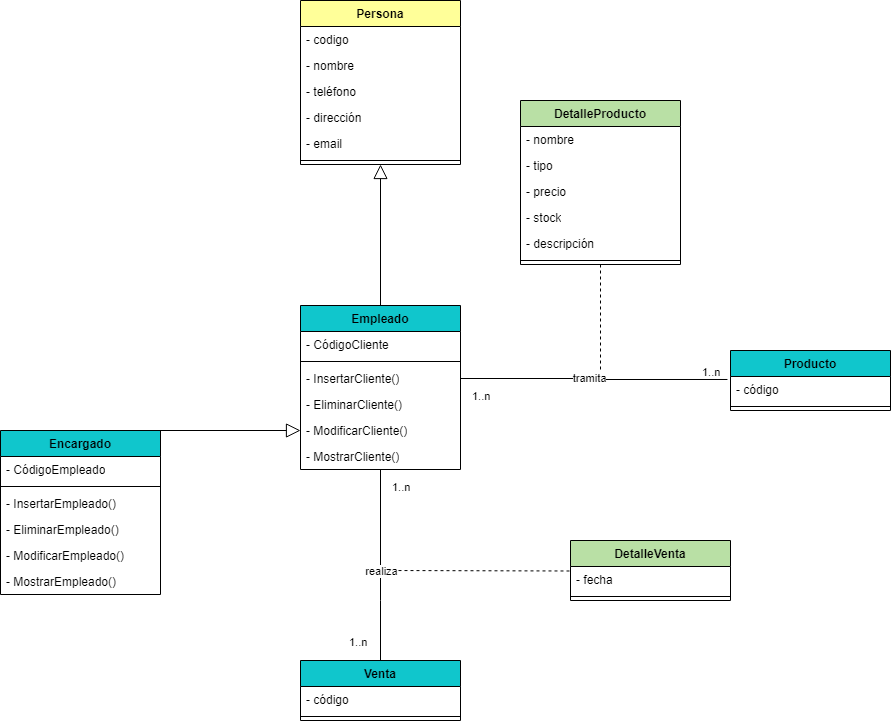 Persona
- codigo
- nombre
- teléfono
- dirección
- email
DetalleProducto
- nombre
- tipo
- precio
- stock
- descripción
Empleado
- CódigoCliente
- InsertarCliente()
- EliminarCliente()
- ModificarCliente()
- MostrarCliente()
1..n
tramita
1..n
Producto
- código
Encargado
- CódigoEmpleado
- InsertarEmpleado()
- EliminarEmpleado()
- ModificarEmpleado()
- MostrarEmpleado()
1..n
realiza
1..n
DetalleVenta
- fecha
Venta
- código